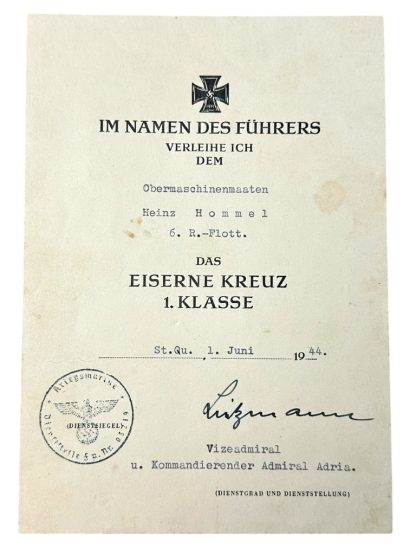 IM NAMEN DES FÜHRERS
VERLEIHE ICH
DEM
Obermaschinenmaaten
Heinz Hommel
6. R.-Flott.
DAS
EISERNE KREUZ
1. KLASSE
St.Qu. 1. Juni 1944.
Kriegsmarine
(DIENSTSIEGEL)
Vizeadmiral
u. Kommandierender Admiral Adria.
(DIENSTGRAD UND DIENSTSTELLUNG)